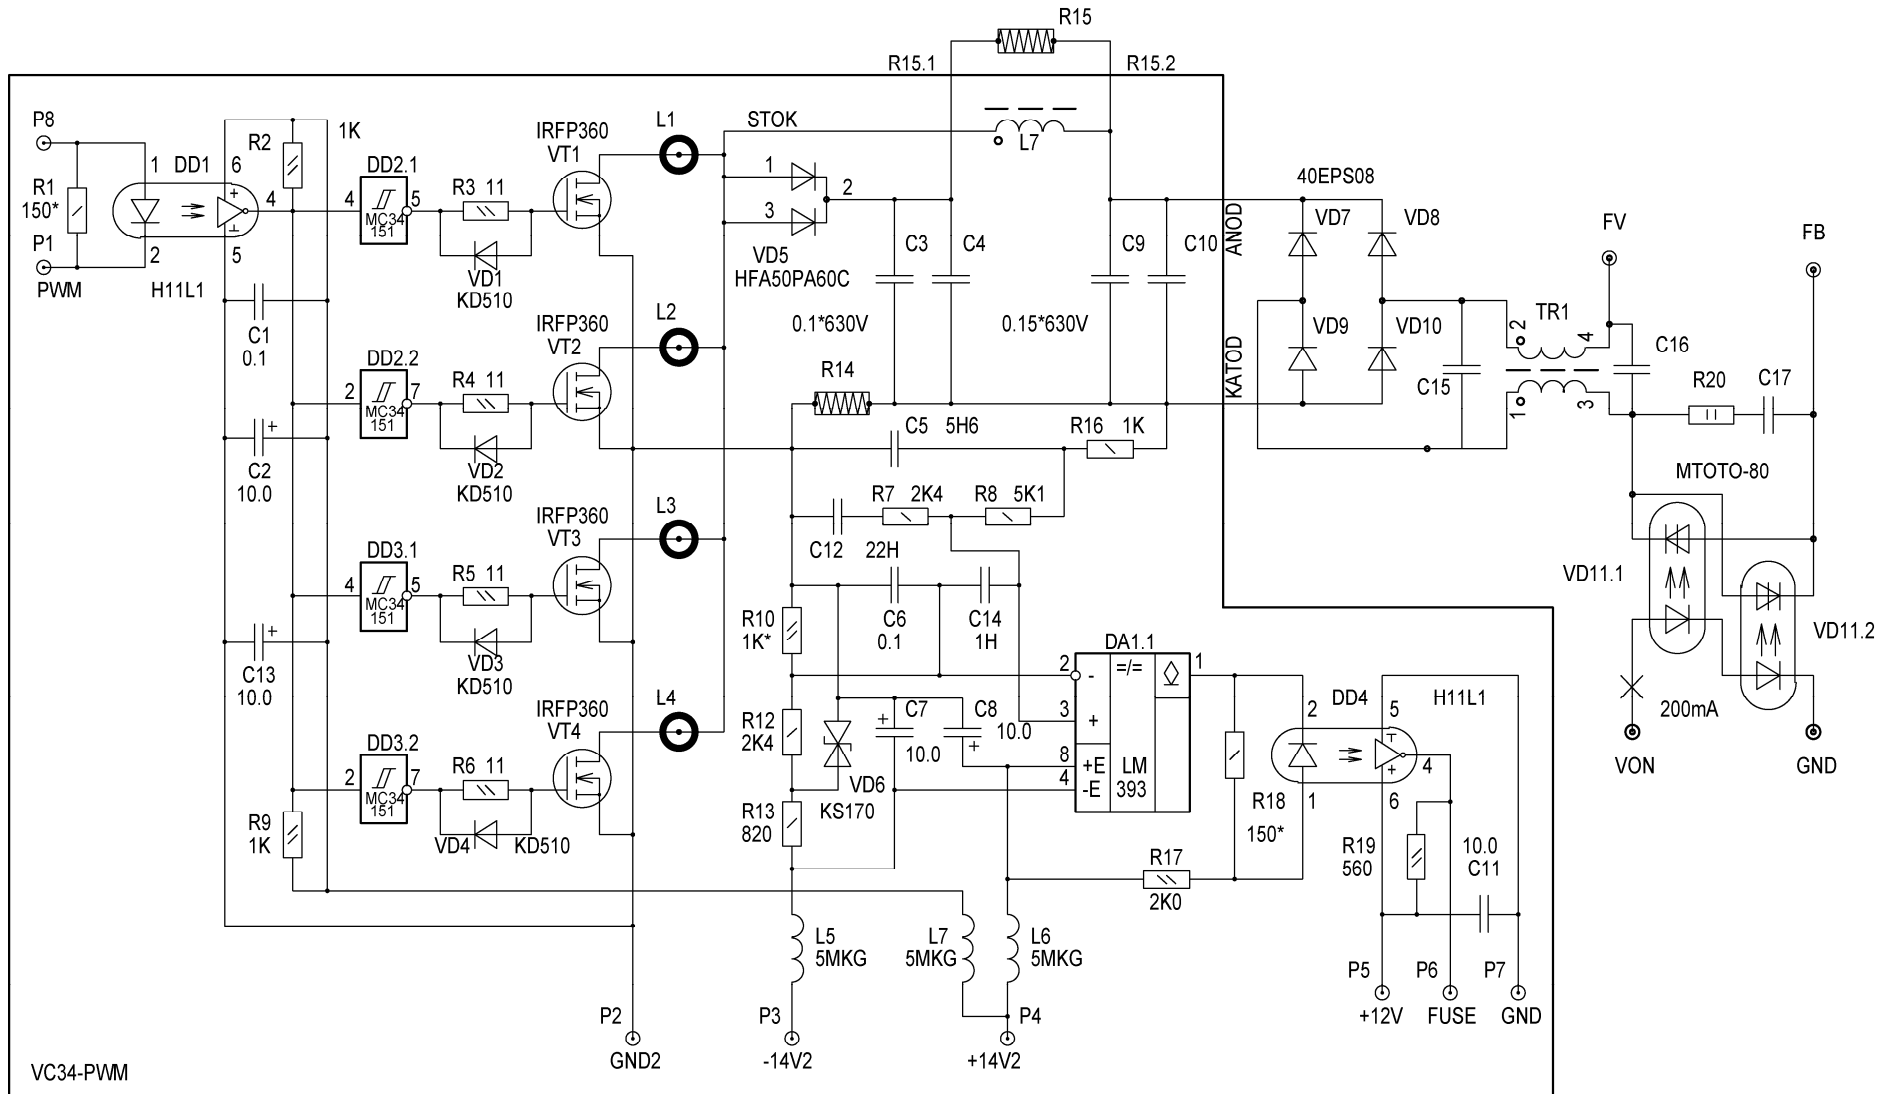 R15
R15.1
R15.2
P8
R2
1K
IRFP360
VT1
L1
STOK
L7
1
DD1
6
DD2.1
R3 11
1
2
40EPS08
R1
150*
4
4
MC34
151
5
3
VD7
VD8
FV
FB
P1
2
5
VD1
KD510
VD5
HFA50PA60C
C3
C4
C9
C10
ANOD
PWM
H11L1
C1
0.1
IRFP360
VT2
L2
0.1*630V
0.15*630V
VD9
VD10
2
TR1
4
C16
DD2.2
R4 11
R14
KATOD
C15
1
3
R20
C17
2
MC34
151
7
C5 5H6
R16 1K
C2
10.0
VD2
KD510
MTOTO-80
IRFP360
VT3
L3
R7 2K4
R8 5K1
C12
22H
DD3.1
R5 11
4
MC34
151
5
VD11.1
R10
1K*
C6
0.1
C14
1H
DA1.1
VD11.2
C13
10.0
VD3
KD510
2
-
=/=
1
IRFP360
VT4
L4
R12
2K4
C7
10.0
C8
10.0
3
+
2
DD4
5
H11L1
200mA
DD3.2
R6 11
8
+E
LM
393
4
-E
4
VON
GND
2
MC34
151
7
VD6
KS170
R18
150*
1
6
R9
1K
VD4
KD510
R13
820
R17
2K0
R19
560
10.0
C11
L5
5MKG
L7
5MKG
L6
5MKG
P5
P6
P7
+12V
FUSE
GND
P2
P3
P4
GND2
-14V2
+14V2
VC34-PWM